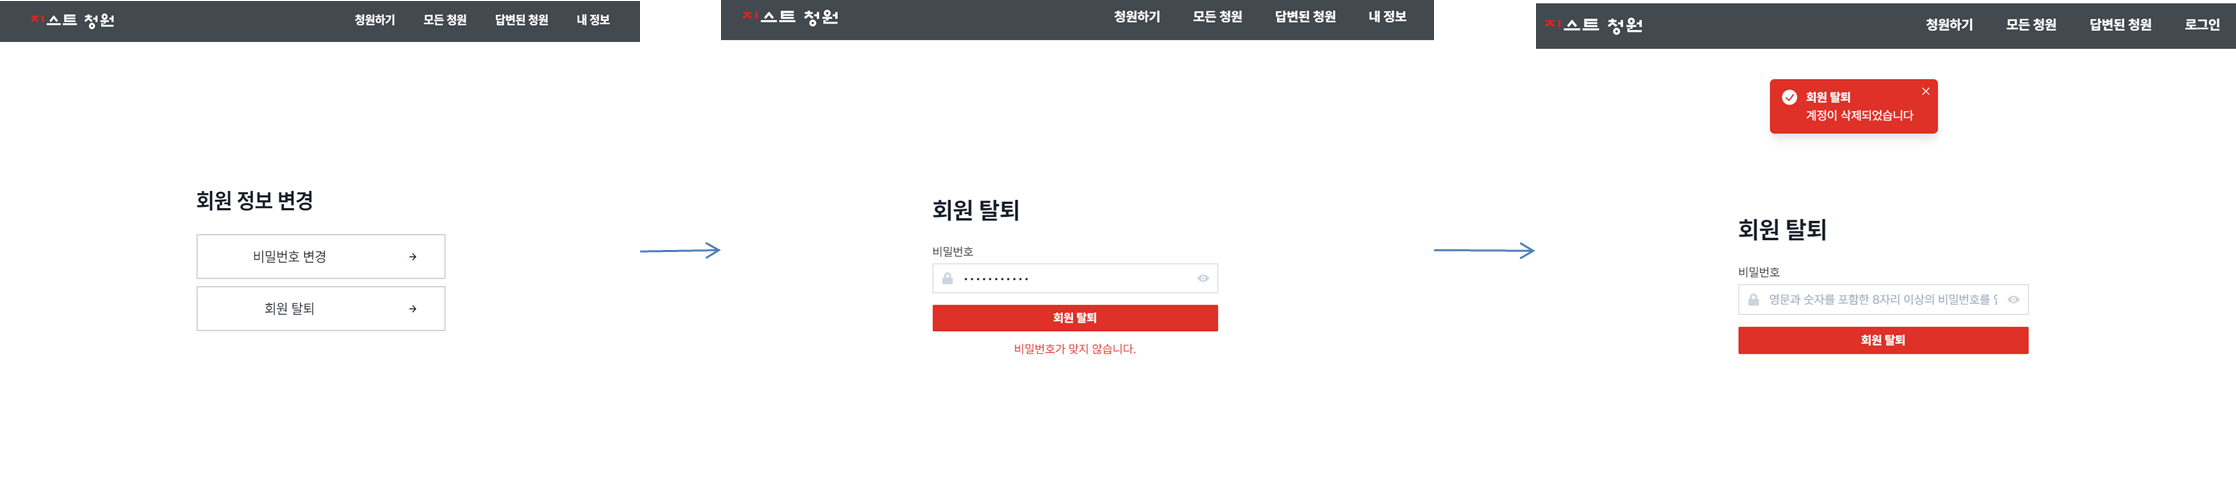 지스트 청원
청원하기 모든 청원 답변된 청원 내 정보
회원 정보 변경
비밀번호 변경 →
회원 탈퇴 →
지스트 청원
청원하기 모든 청원 답변된 청원 내 정보
회원 탈퇴
비밀번호
•••••••••••
회원 탈퇴
비밀번호가 맞지 않습니다.
지스트 청원
청원하기 모든 청원 답변된 청원 로그인
회원 탈퇴
계정이 삭제되었습니다
회원 탈퇴
비밀번호
영문과 숫자를 포함한 8자리 이상의 비밀번호를
회원 탈퇴